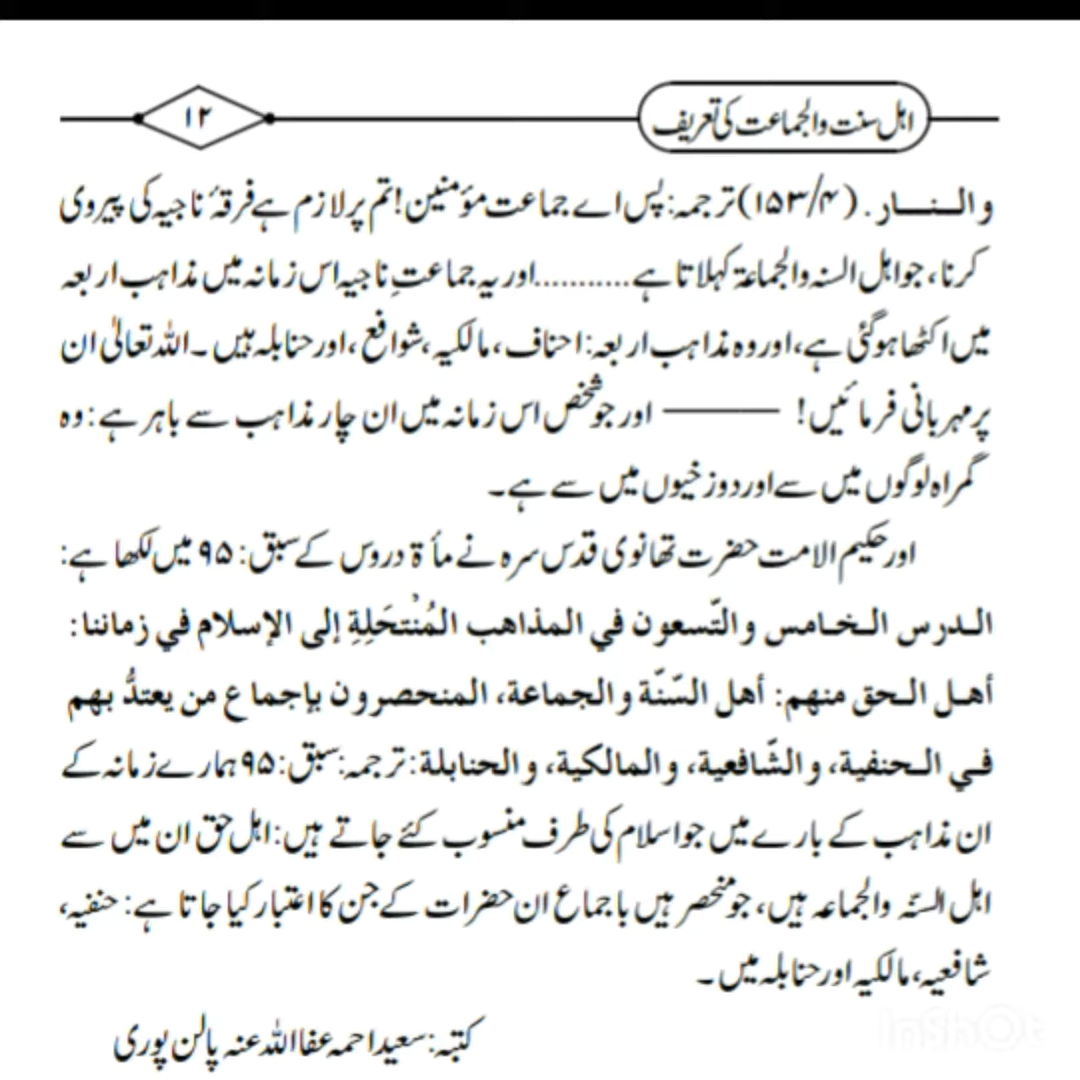 اہل سنت والجماعت کی تعریف ۱۲
والنار. (۱۵۳/۴) ترجمہ: پس اے جماعت مؤمنین! تم پر لازم ہے فرقۂ ناجیہ کی پیروی
کرنا، جو اہل السنہ والجماعۃ کہلاتا ہے............اور یہ جماعتِ ناجیہ اس زمانہ میں مذاہب اربعہ
میں اکٹھا ہوگئی ہے، اور وہ مذاہب اربعہ: احناف، مالکیہ، شوافع، اور حنابلہ ہیں۔ اللہ تعالیٰ ان
پر مہربانی فرمائیں! ——— اور جو شخص اس زمانہ میں ان چار مذاہب سے باہر ہے: وہ
گمراہ لوگوں میں سے اور دوزخیوں میں سے ہے۔
اور حکیم الامت حضرت تھانوی قدس سرہ نے مأۃ دروس کے سبق: ۹۵ میں لکھا ہے:
الدرس الخامس والتّسعون في المذاهب المُنْتحَلِةِ إلى الإسلام في زماننا:
أهل الحق منهم: أهل السّنّة والجماعة، المنحصرون بإجماع من يعتدُّ بهم
في الحنفية، والشّافعية، والمالكية، والحنابلة: ترجمہ: سبق: ۹۵ ہمارے زمانہ کے
ان مذاہب کے بارے میں جو اسلام کی طرف منسوب کئے جاتے ہیں: اہل حق ان میں سے
اہل السنّہ والجماعہ ہیں، جو منحصر ہیں باجماع ان حضرات کے جن کا اعتبار کیا جاتا ہے: حنفیہ،
شافعیہ، مالکیہ اور حنابلہ میں۔
کتبہ: سعید احمد عفا اللہ عنہ پالن پوری
InShOt